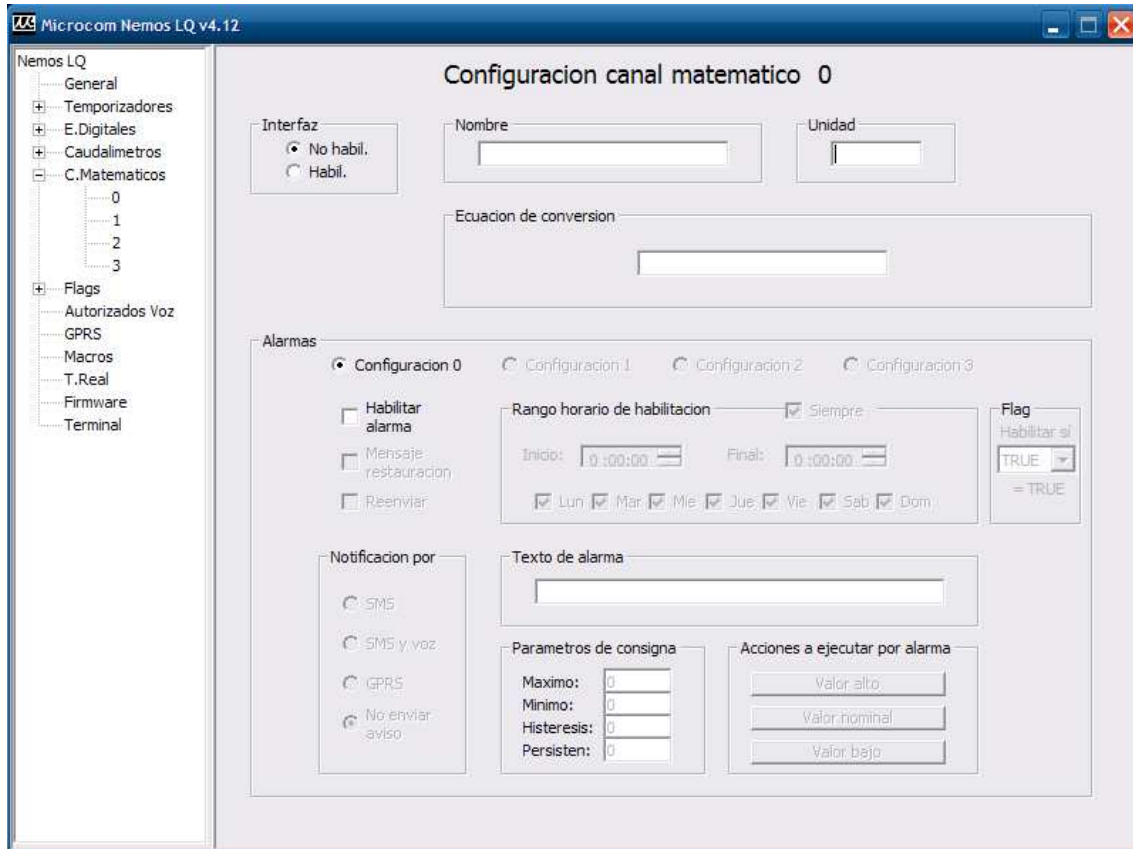 Microcom Nemos LQ v4.12
Nemos LQ
General
Temporizadores
E.Digitales
Caudalimetros
C.Matematicos
0
1
2
3
Flags
Autorizados Voz
GPRS
Macros
T.Real
Firmware
Terminal
Configuracion canal matematico 0
Interfaz
No habil.
Habil.
Nombre
Unidad
Ecuacion de conversion
Alarmas
Configuracion 0 Configuracion 1 Configuracion 2 Configuracion 3
Habilitar
alarma
Mensaje
restauracion
Reenviar
Rango horario de habilitacion Siempre
Inicio: 0:00:00 Final: 0:00:00
Lun Mar Mie Jue Vie Sab Dom
Flag
Habilitar si
TRUE
= TRUE
Notificacion por
SMS
SMS y voz
GPRS
No enviar
aviso
Texto de alarma
Parametros de consigna
Maximo: 0
Minimo: 0
Histeresis: 0
Persisten: 0
Acciones a ejecutar por alarma
Valor alto
Valor nominal
Valor bajo